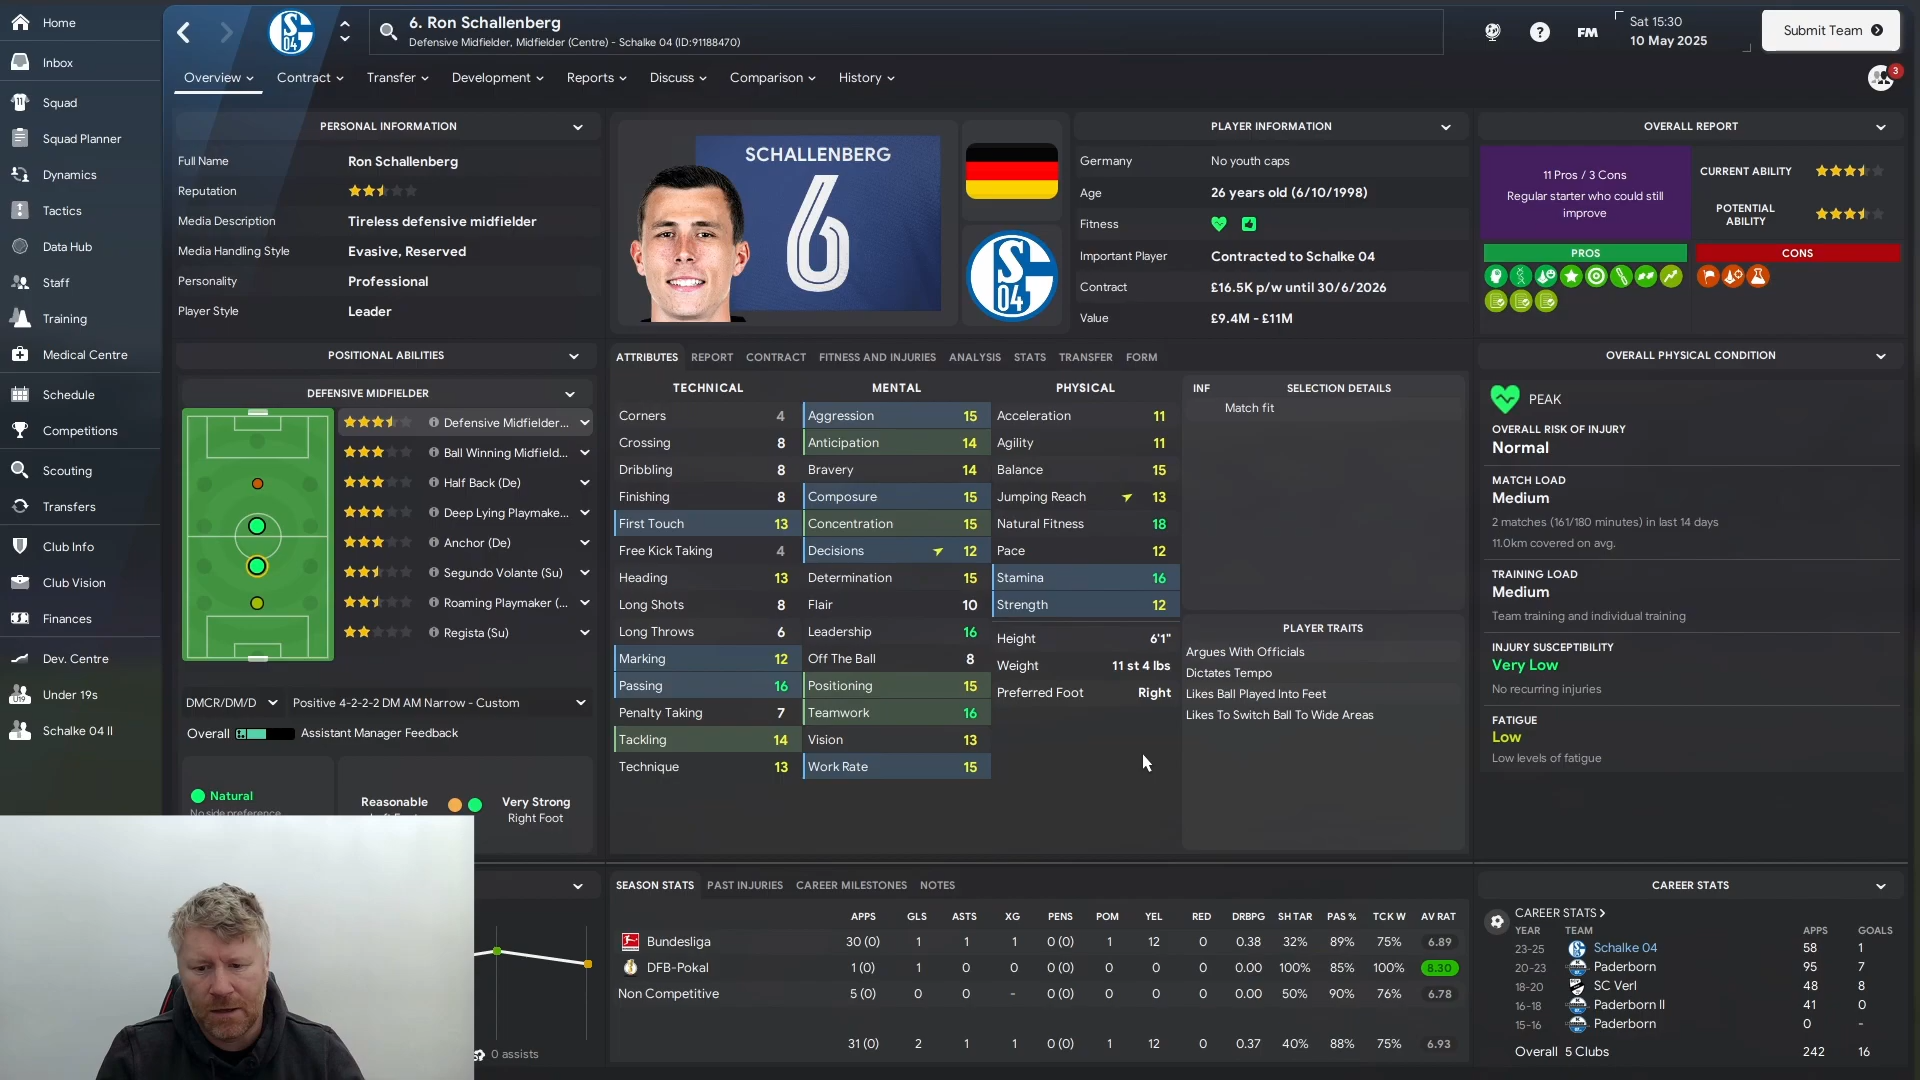 Home
Inbox
Squad
Squad Planner
Dynamics
Tactics
Data Hub
Staff
Training
Medical Centre
Schedule
Competitions
Scouting
Transfers
Club Info
Club Vision
Finances
Dev. Centre
Under 19s
Schalke 04 II
6. Ron Schallenberg
Defensive Midfielder, Midfielder (Centre) - Schalke 04 (ID:91188470)
FM
Sat 15:30
10 May 2025
Submit Team
Overview Contract Transfer Development Reports Discuss Comparison History
3
PERSONAL INFORMATION
Full Name Ron Schallenberg
Reputation
Media Description Tireless defensive midfielder
Media Handling Style Evasive, Reserved
Personality Professional
Player Style Leader
SCHALLENBERG
6
PLAYER INFORMATION
Germany No youth caps
Age 26 years old (6/10/1998)
Fitness
Important Player Contracted to Schalke 04
Contract £16.5K p/w until 30/6/2026
Value £9.4M - £11M
OVERALL REPORT
11 Pros / 3 Cons
Regular starter who could still
improve
CURRENT ABILITY
POTENTIAL
ABILITY
PROS CONS
POSITIONAL ABILITIES
DEFENSIVE MIDFIELDER
Defensive Midfielder...
Ball Winning Midfield...
Half Back (De)
Deep Lying Playmake...
Anchor (De)
Segundo Volante (Su)
Roaming Playmaker (...
Regista (Su)
DMCR/DM/D Positive 4-2-2-2 DM AM Narrow - Custom
Overall Assistant Manager Feedback
Natural
No side preference
Reasonable
Very Strong
Right Foot
ATTRIBUTES REPORT CONTRACT FITNESS AND INJURIES ANALYSIS STATS TRANSFER FORM
TECHNICAL
Corners 4
Crossing 8
Dribbling 8
Finishing 8
First Touch 13
Free Kick Taking 4
Heading 13
Long Shots 8
Long Throws 6
Marking 12
Passing 16
Penalty Taking 7
Tackling 14
Technique 13
MENTAL
Aggression 15
Anticipation 14
Bravery 14
Composure 15
Concentration 15
Decisions 12
Determination 15
Flair 10
Leadership 16
Off The Ball 8
Positioning 15
Teamwork 16
Vision 13
Work Rate 15
PHYSICAL
Acceleration 11
Agility 11
Balance 15
Jumping Reach 13
Natural Fitness 18
Pace 12
Stamina 16
Strength 12
Height 6'1"
Weight 11 st 4 lbs
Preferred Foot Right
INF SELECTION DETAILS
Match fit
PLAYER TRAITS
Argues With Officials
Dictates Tempo
Likes Ball Played Into Feet
Likes To Switch Ball To Wide Areas
OVERALL PHYSICAL CONDITION
PEAK
OVERALL RISK OF INJURY
Normal
MATCH LOAD
Medium
2 matches (161/180 minutes) in last 14 days
11.0km covered on avg.
TRAINING LOAD
Medium
Team training and individual training
INJURY SUSCEPTIBILITY
Very Low
No recurring injuries
FATIGUE
Low
Low levels of fatigue
0 assists
SEASON STATS PAST INJURIES CAREER MILESTONES NOTES
APPS GLS ASTS XG PENS POM YEL RED DRBPG SH TAR PAS % TCK W AV RAT
Bundesliga 30 (0) 1 1 1 0 (0) 1 12 0 0.38 32% 89% 75% 6.89
DFB-Pokal 1 (0) 1 0 0 0 (0) 0 0 0 0.00 100% 85% 100% 8.30
Non Competitive 5 (0) 0 0 - 0 (0) 0 0 0 0.00 50% 90% 76% 6.78
31 (0) 2 1 1 0 (0) 1 12 0 0.37 40% 88% 75% 6.93
CAREER STATS
CAREER STATS
YEAR TEAM APPS GOALS
23-25 Schalke 04 58 1
20-23 Paderborn 95 7
18-20 SC Verl 48 8
16-18 Paderborn II 41 0
15-16 Paderborn 0 -
Overall 5 Clubs 242 16